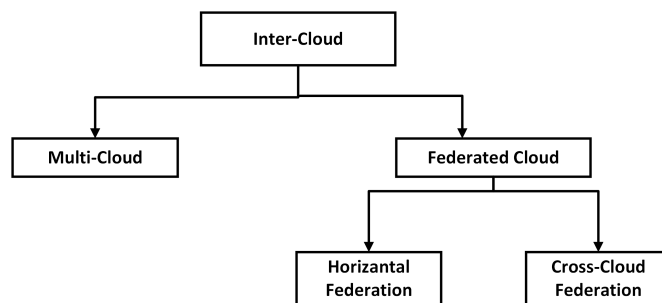 Inter-Cloud
Multi-Cloud
Federated Cloud
Horizantal
Federation
Cross-Cloud
Federation